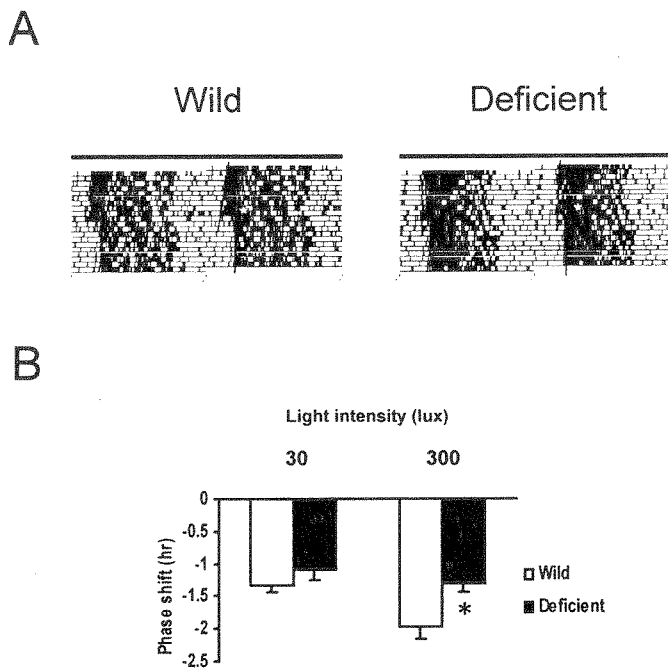 A
Wild Deficient
B
Light intensity (lux)
30 300
0
-0.5
-1
-1.5
-2
-2.5
Phase shift (hr)
*
Wild
Deficient